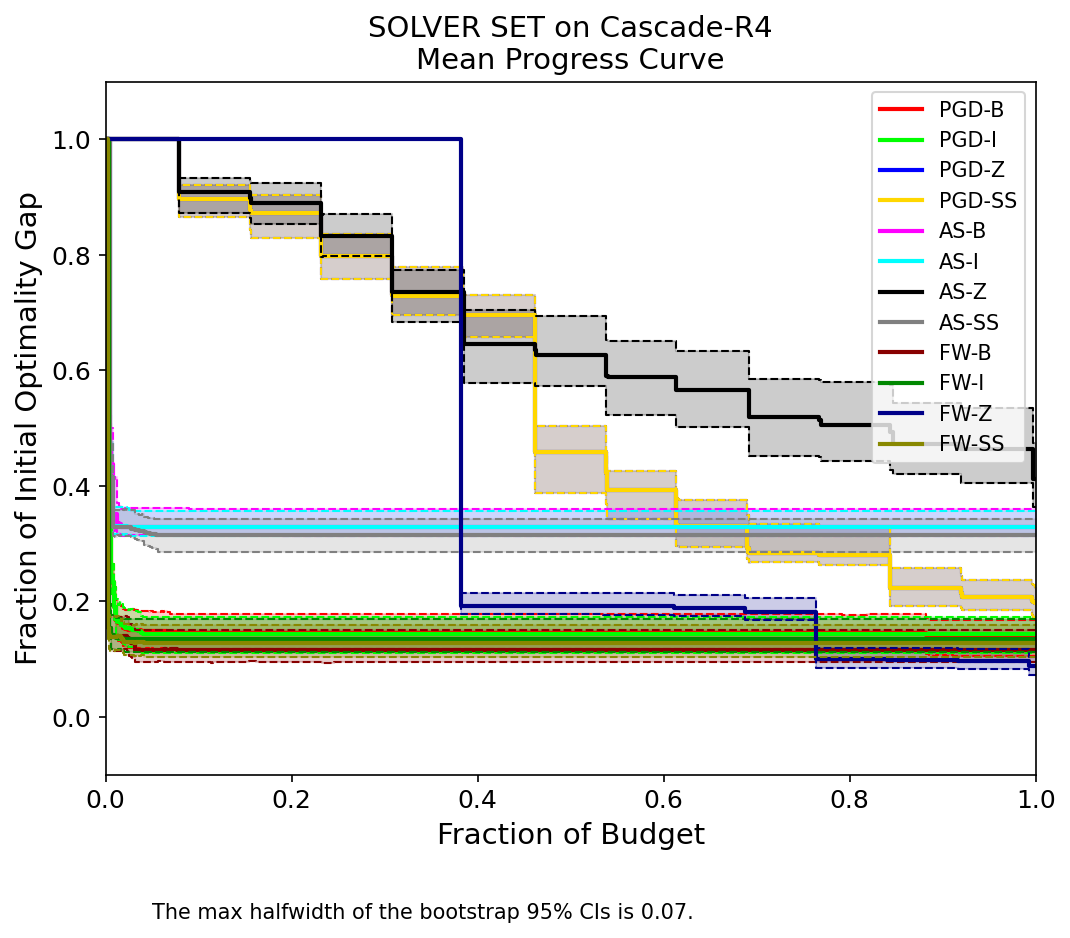 SOLVER SET on Cascade-R4
Mean Progress Curve
Fraction of Initial Optimality Gap
1.0
0.8
0.6
0.4
0.2
0.0
0.0
0.2
0.4
0.6
0.8
1.0
Fraction of Budget
PGD-B
PGD-I
PGD-Z
PGD-SS
AS-B
AS-I
AS-Z
AS-SS
FW-B
FW-I
FW-Z
FW-SS
The max halfwidth of the bootstrap 95% CIs is 0.07.